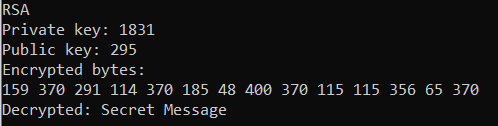 RSA
Private key: 1831
Public key: 295
Encrypted bytes:
159 370 291 114 370 185 48 400 370 115 115 356 65 370
Decrypted: Secret Message